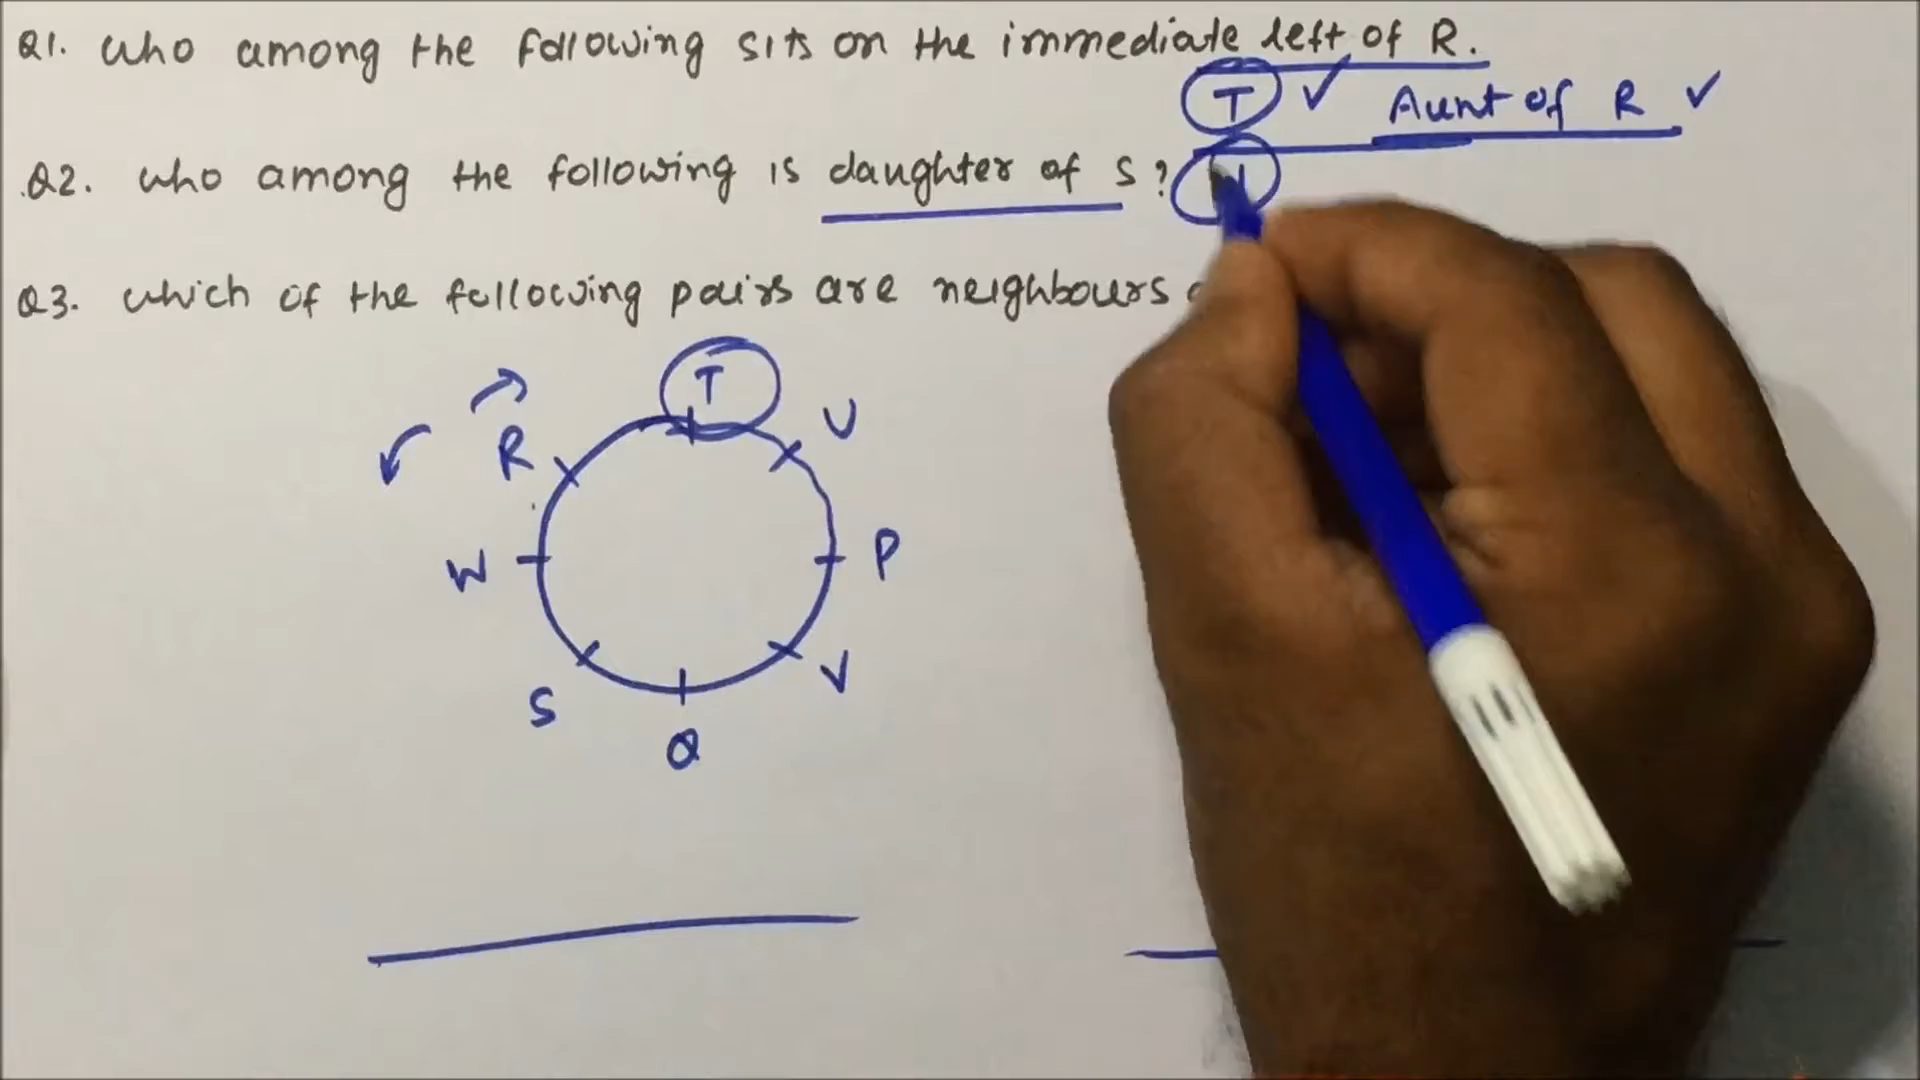 Q1. who among the following sits on the immediate left of R.
T ✓ Aunt of R ✓
Q2. who among the following is daughter of S?
Q3. which of the following pairs are neighbours
T
R
U
W
P
S
V
Q